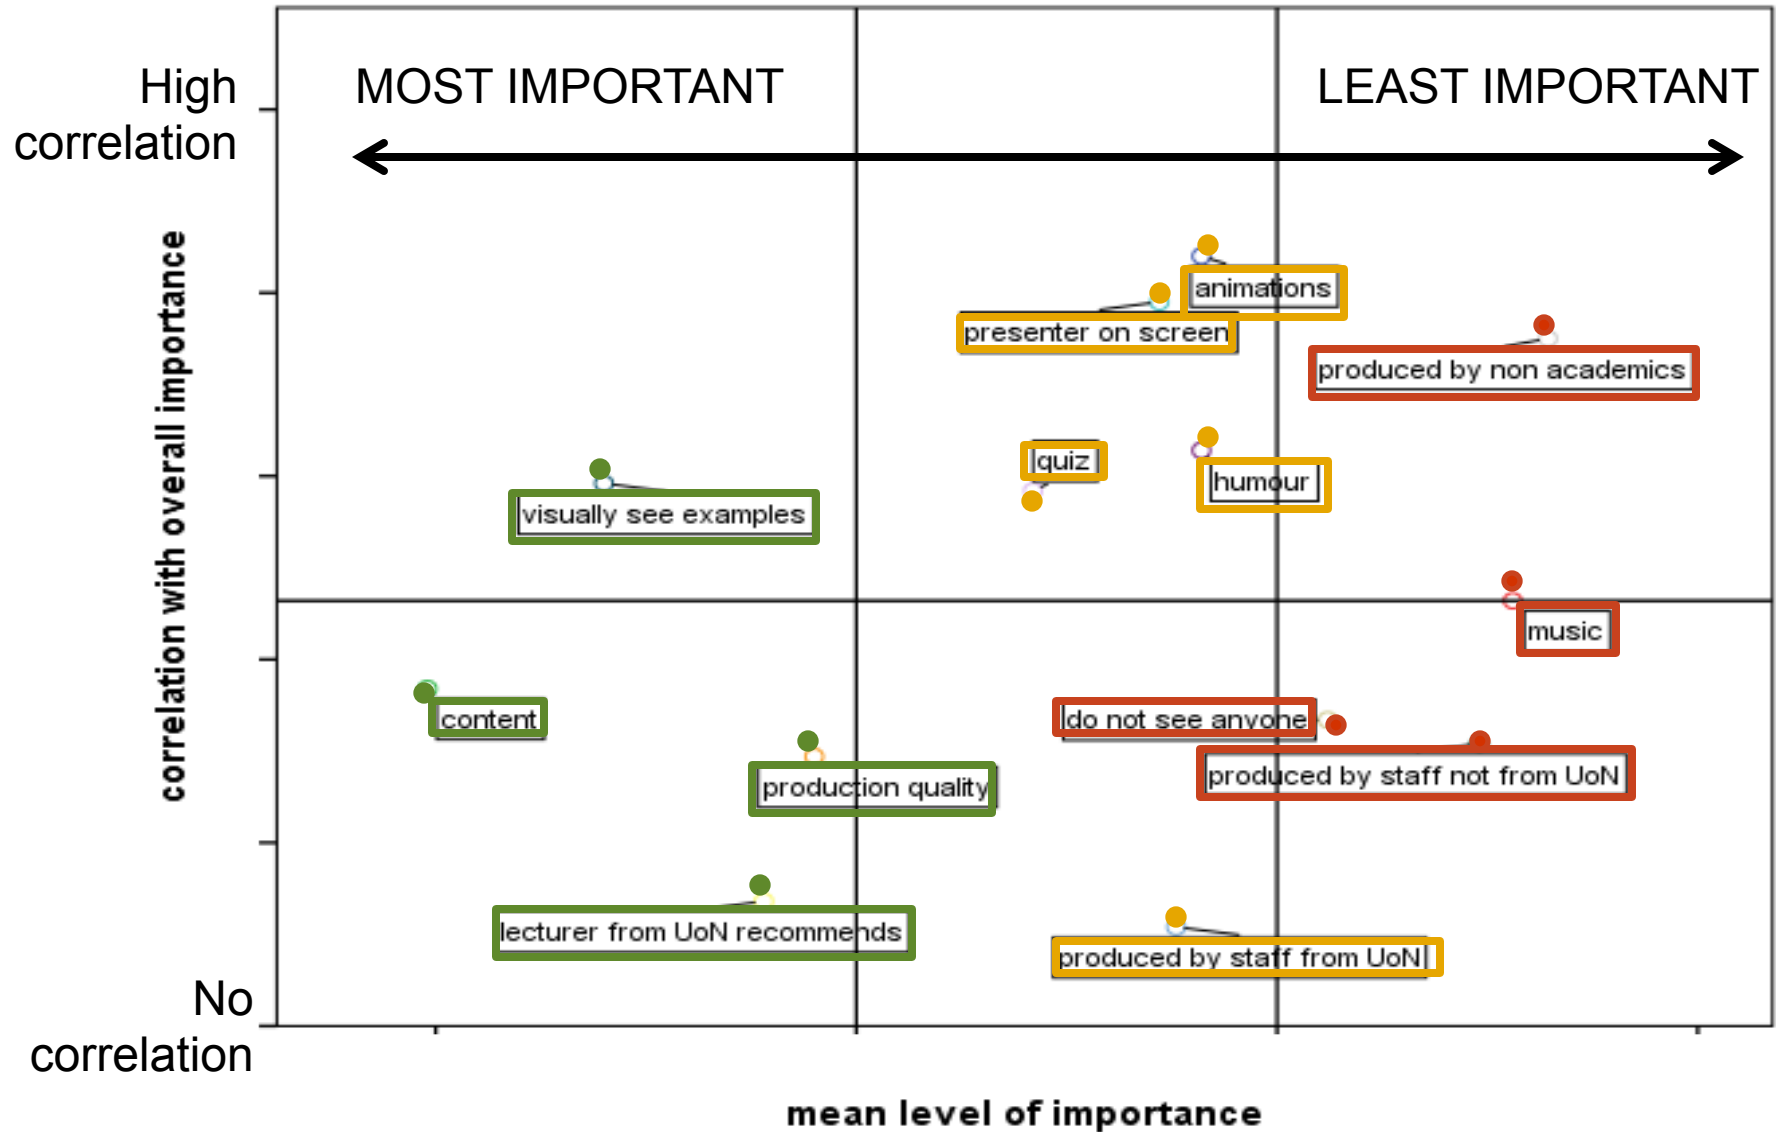 High
correlation
MOST IMPORTANT
LEAST IMPORTANT
correlation with overall importance
animations
presenter on screen
produced by non academics
quiz
humour
visually see examples
music
content
do not see anyone
produced by staff not from UoN
production quality
lecturer from UoN recommends
produced by staff from UoN
No
correlation
mean level of importance